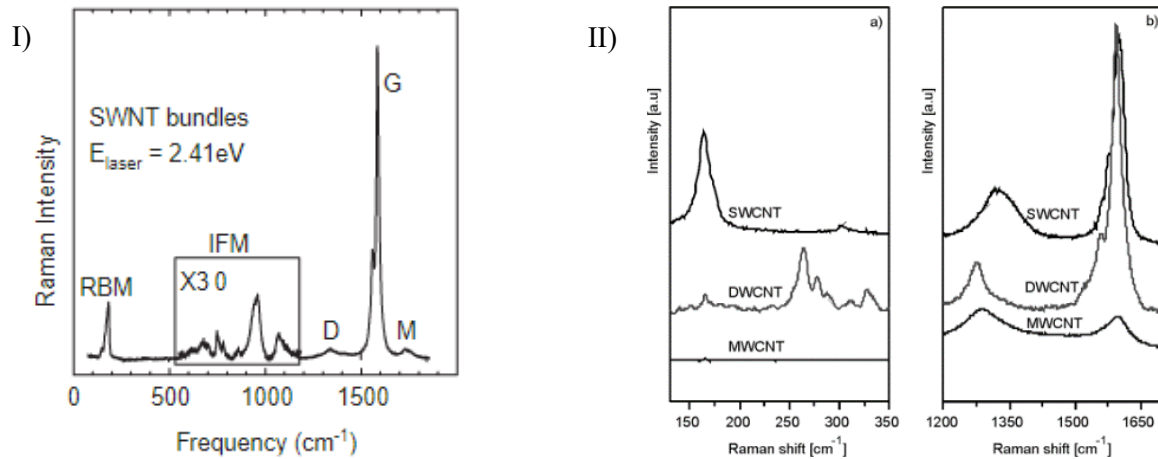 I)
SWNT bundles
E_laser = 2.41eV
G
IFM
X3 0
RBM
D
M
Raman Intensity
0 500 1000 1500
Frequency (cm⁻¹)
II)
a)
SWCNT
DWCNT
MWCNT
Intensity [a.u]
150 200 250 300 350
Raman shift [cm⁻¹]
b)
SWCNT
DWCNT
MWCNT
Intensity [a.u]
1200 1350 1500 1650
Raman shift [cm⁻¹]